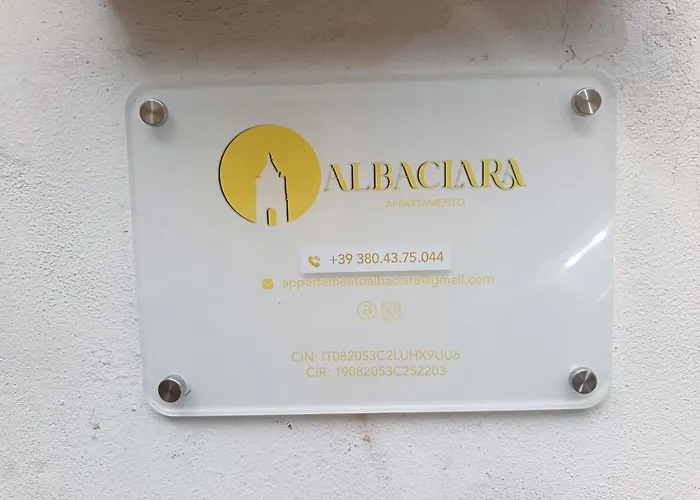 ALBACIARA
APPARTAMENTO
+39 380.43.75.044
appartamentoalbaciara@gmail.com
CIN: IT082053C2LUHX9UU6
CIR: 19082053C252203